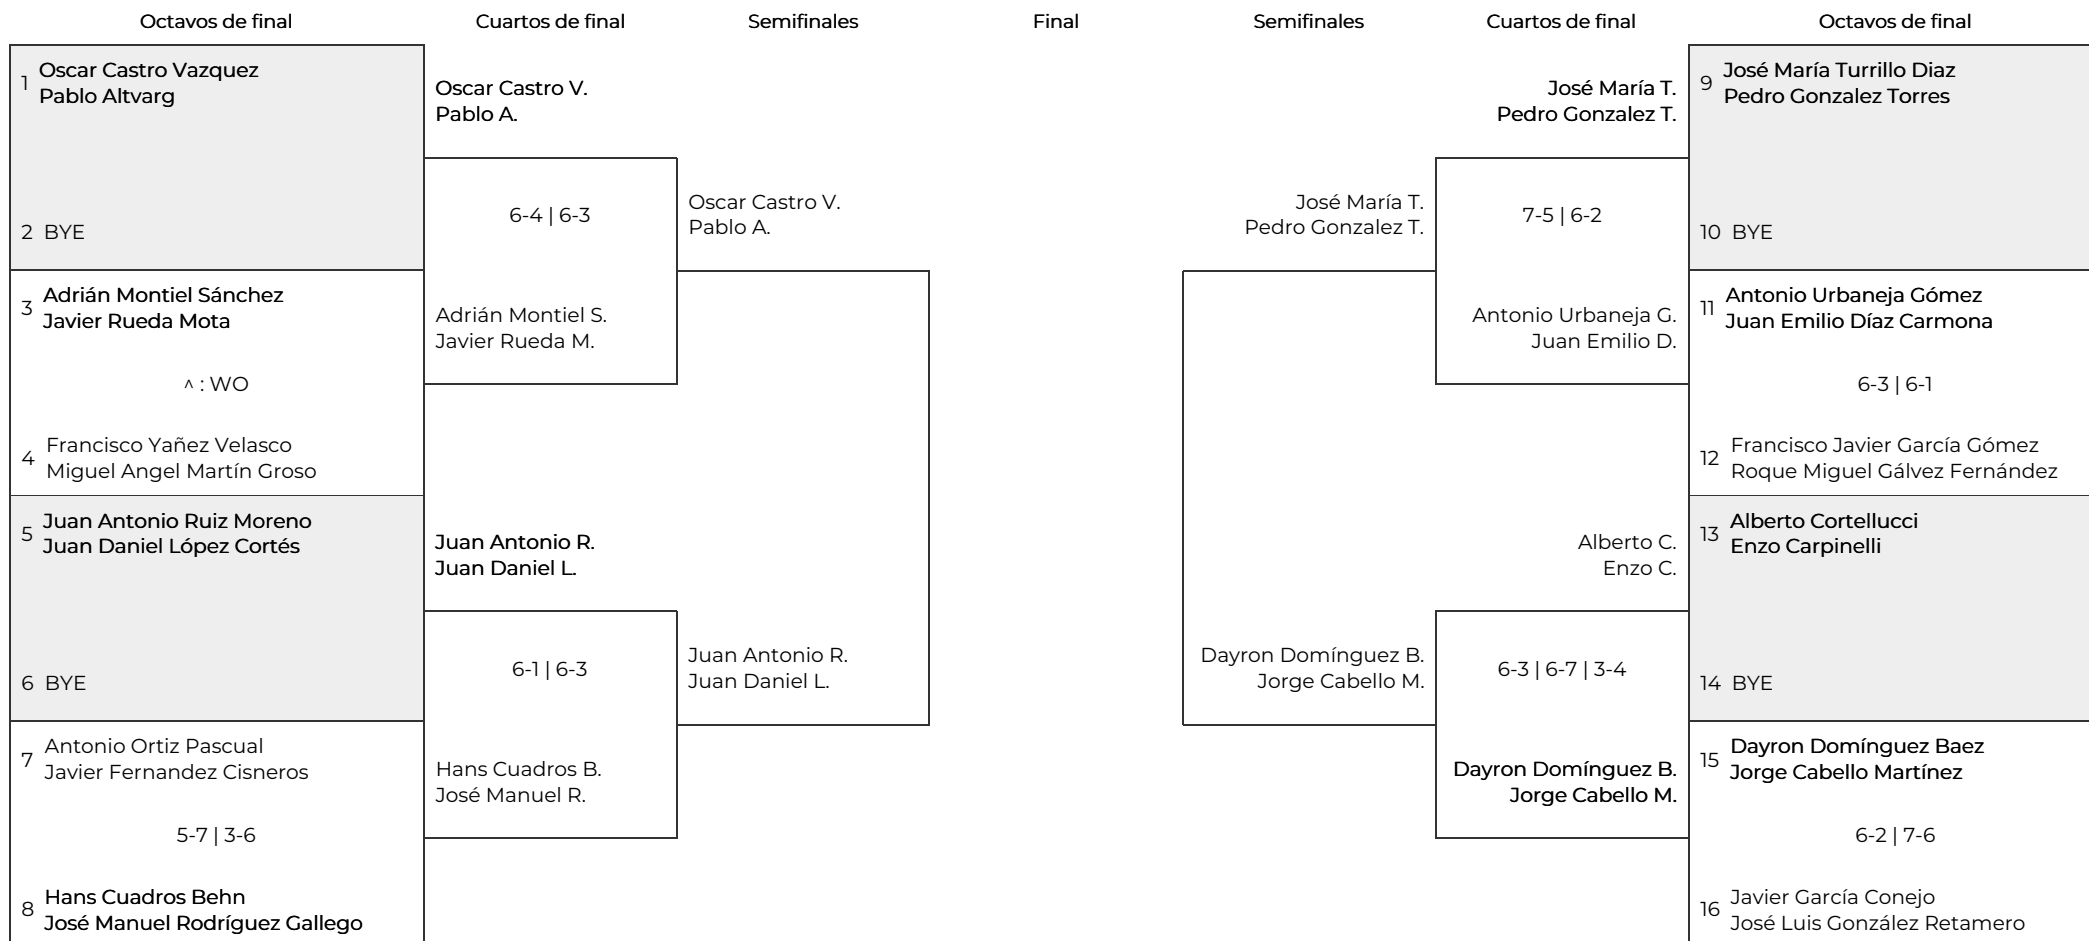 Octavos de final
Cuartos de final
Semifinales
Final
Semifinales
Cuartos de final
Octavos de final
1
Oscar Castro Vazquez
Pablo Altvarg
2 BYE
3
Adrián Montiel Sánchez
Javier Rueda Mota
^ : WO
4
Francisco Yañez Velasco
Miguel Angel Martín Groso
5
Juan Antonio Ruiz Moreno
Juan Daniel López Cortés
6 BYE
7
Antonio Ortiz Pascual
Javier Fernandez Cisneros
5-7 | 3-6
8
Hans Cuadros Behn
José Manuel Rodríguez Gallego
Oscar Castro V.
Pablo A.
6-4 | 6-3
Adrián Montiel S.
Javier Rueda M.
Juan Antonio R.
Juan Daniel L.
6-1 | 6-3
Hans Cuadros B.
José Manuel R.
Oscar Castro V.
Pablo A.
Juan Antonio R.
Juan Daniel L.
José María T.
Pedro Gonzalez T.
Dayron Domínguez B.
Jorge Cabello M.
José María T.
Pedro Gonzalez T.
7-5 | 6-2
Antonio Urbaneja G.
Juan Emilio D.
Alberto C.
Enzo C.
6-3 | 6-7 | 3-4
Dayron Domínguez B.
Jorge Cabello M.
9
José María Turrillo Diaz
Pedro Gonzalez Torres
10 BYE
11
Antonio Urbaneja Gómez
Juan Emilio Díaz Carmona
6-3 | 6-1
12
Francisco Javier García Gómez
Roque Miguel Gálvez Fernández
13
Alberto Cortellucci
Enzo Carpinelli
14 BYE
15
Dayron Domínguez Baez
Jorge Cabello Martínez
6-2 | 7-6
16
Javier García Conejo
José Luis González Retamero